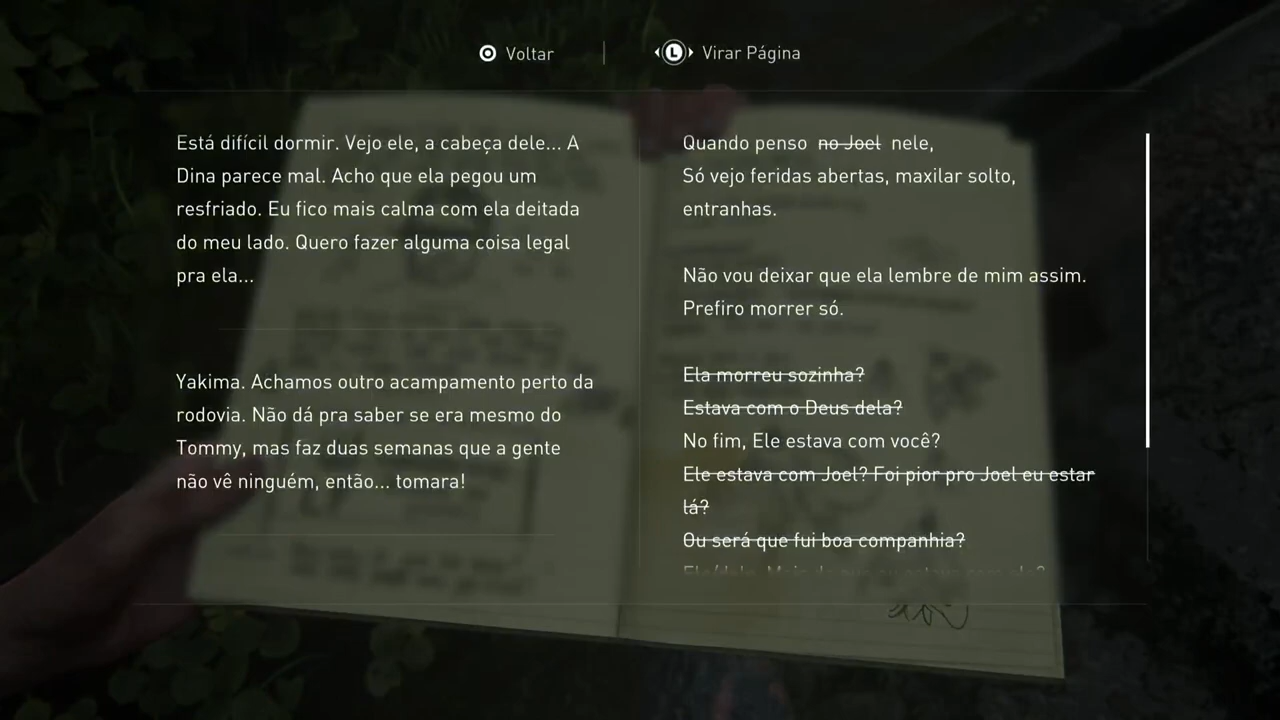 Voltar
L Virar Página
Está difícil dormir. Vejo ele, a cabeça dele... A
Dina parece mal. Acho que ela pegou um
resfriado. Eu fico mais calma com ela deitada
do meu lado. Quero fazer alguma coisa legal
pra ela...
Yakima. Achamos outro acampamento perto da
rodovia. Não dá pra saber se era mesmo do
Tommy, mas faz duas semanas que a gente
não vê ninguém, então... tomara!
Quando penso no Joel nele,
Só vejo feridas abertas, maxilar solto,
entranhas.
Não vou deixar que ela lembre de mim assim.
Prefiro morrer só.
Ela morreu sozinha?
Estava com o Deus dela?
No fim, Ele estava com você?
Ele estava com Joel? Foi pior pro Joel eu estar
lá?
Ou será que fui boa companhia?